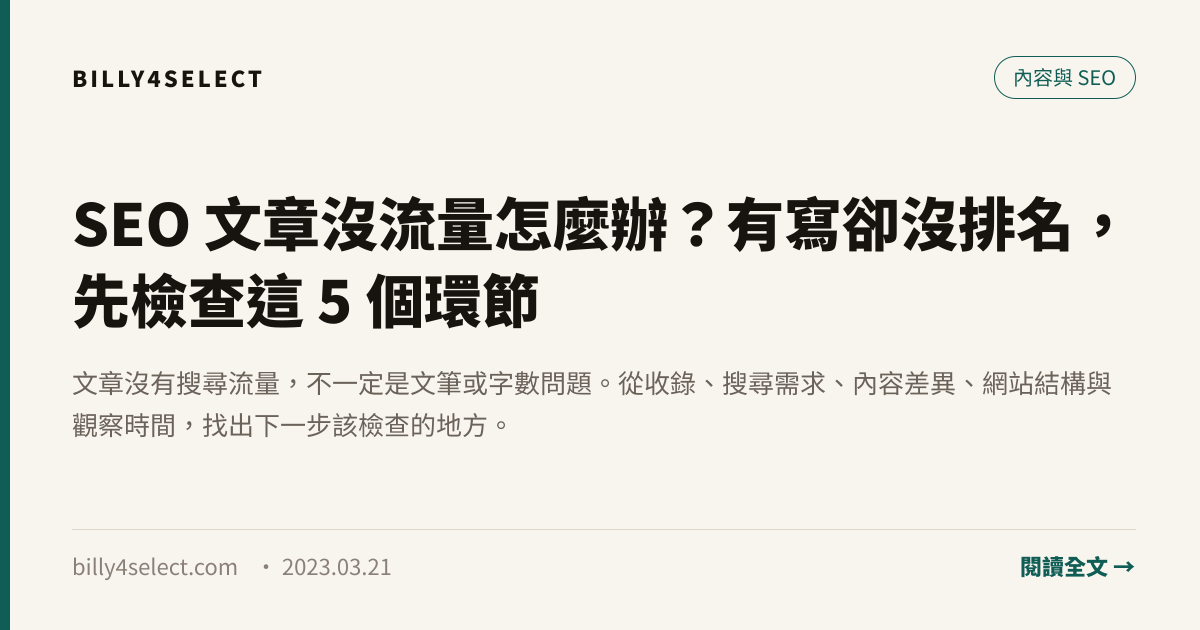 BILLY4SELECT
內容與 SEO
SEO 文章沒流量怎麼辦？有寫卻沒排名，
先檢查這 5 個環節
文章沒有搜尋流量，不一定是文筆或字數問題。從收錄、搜尋需求、內容差異、網站結構與
觀察時間，找出下一步該檢查的地方。
billy4select.com ・ 2023.03.21
閱讀全文 →